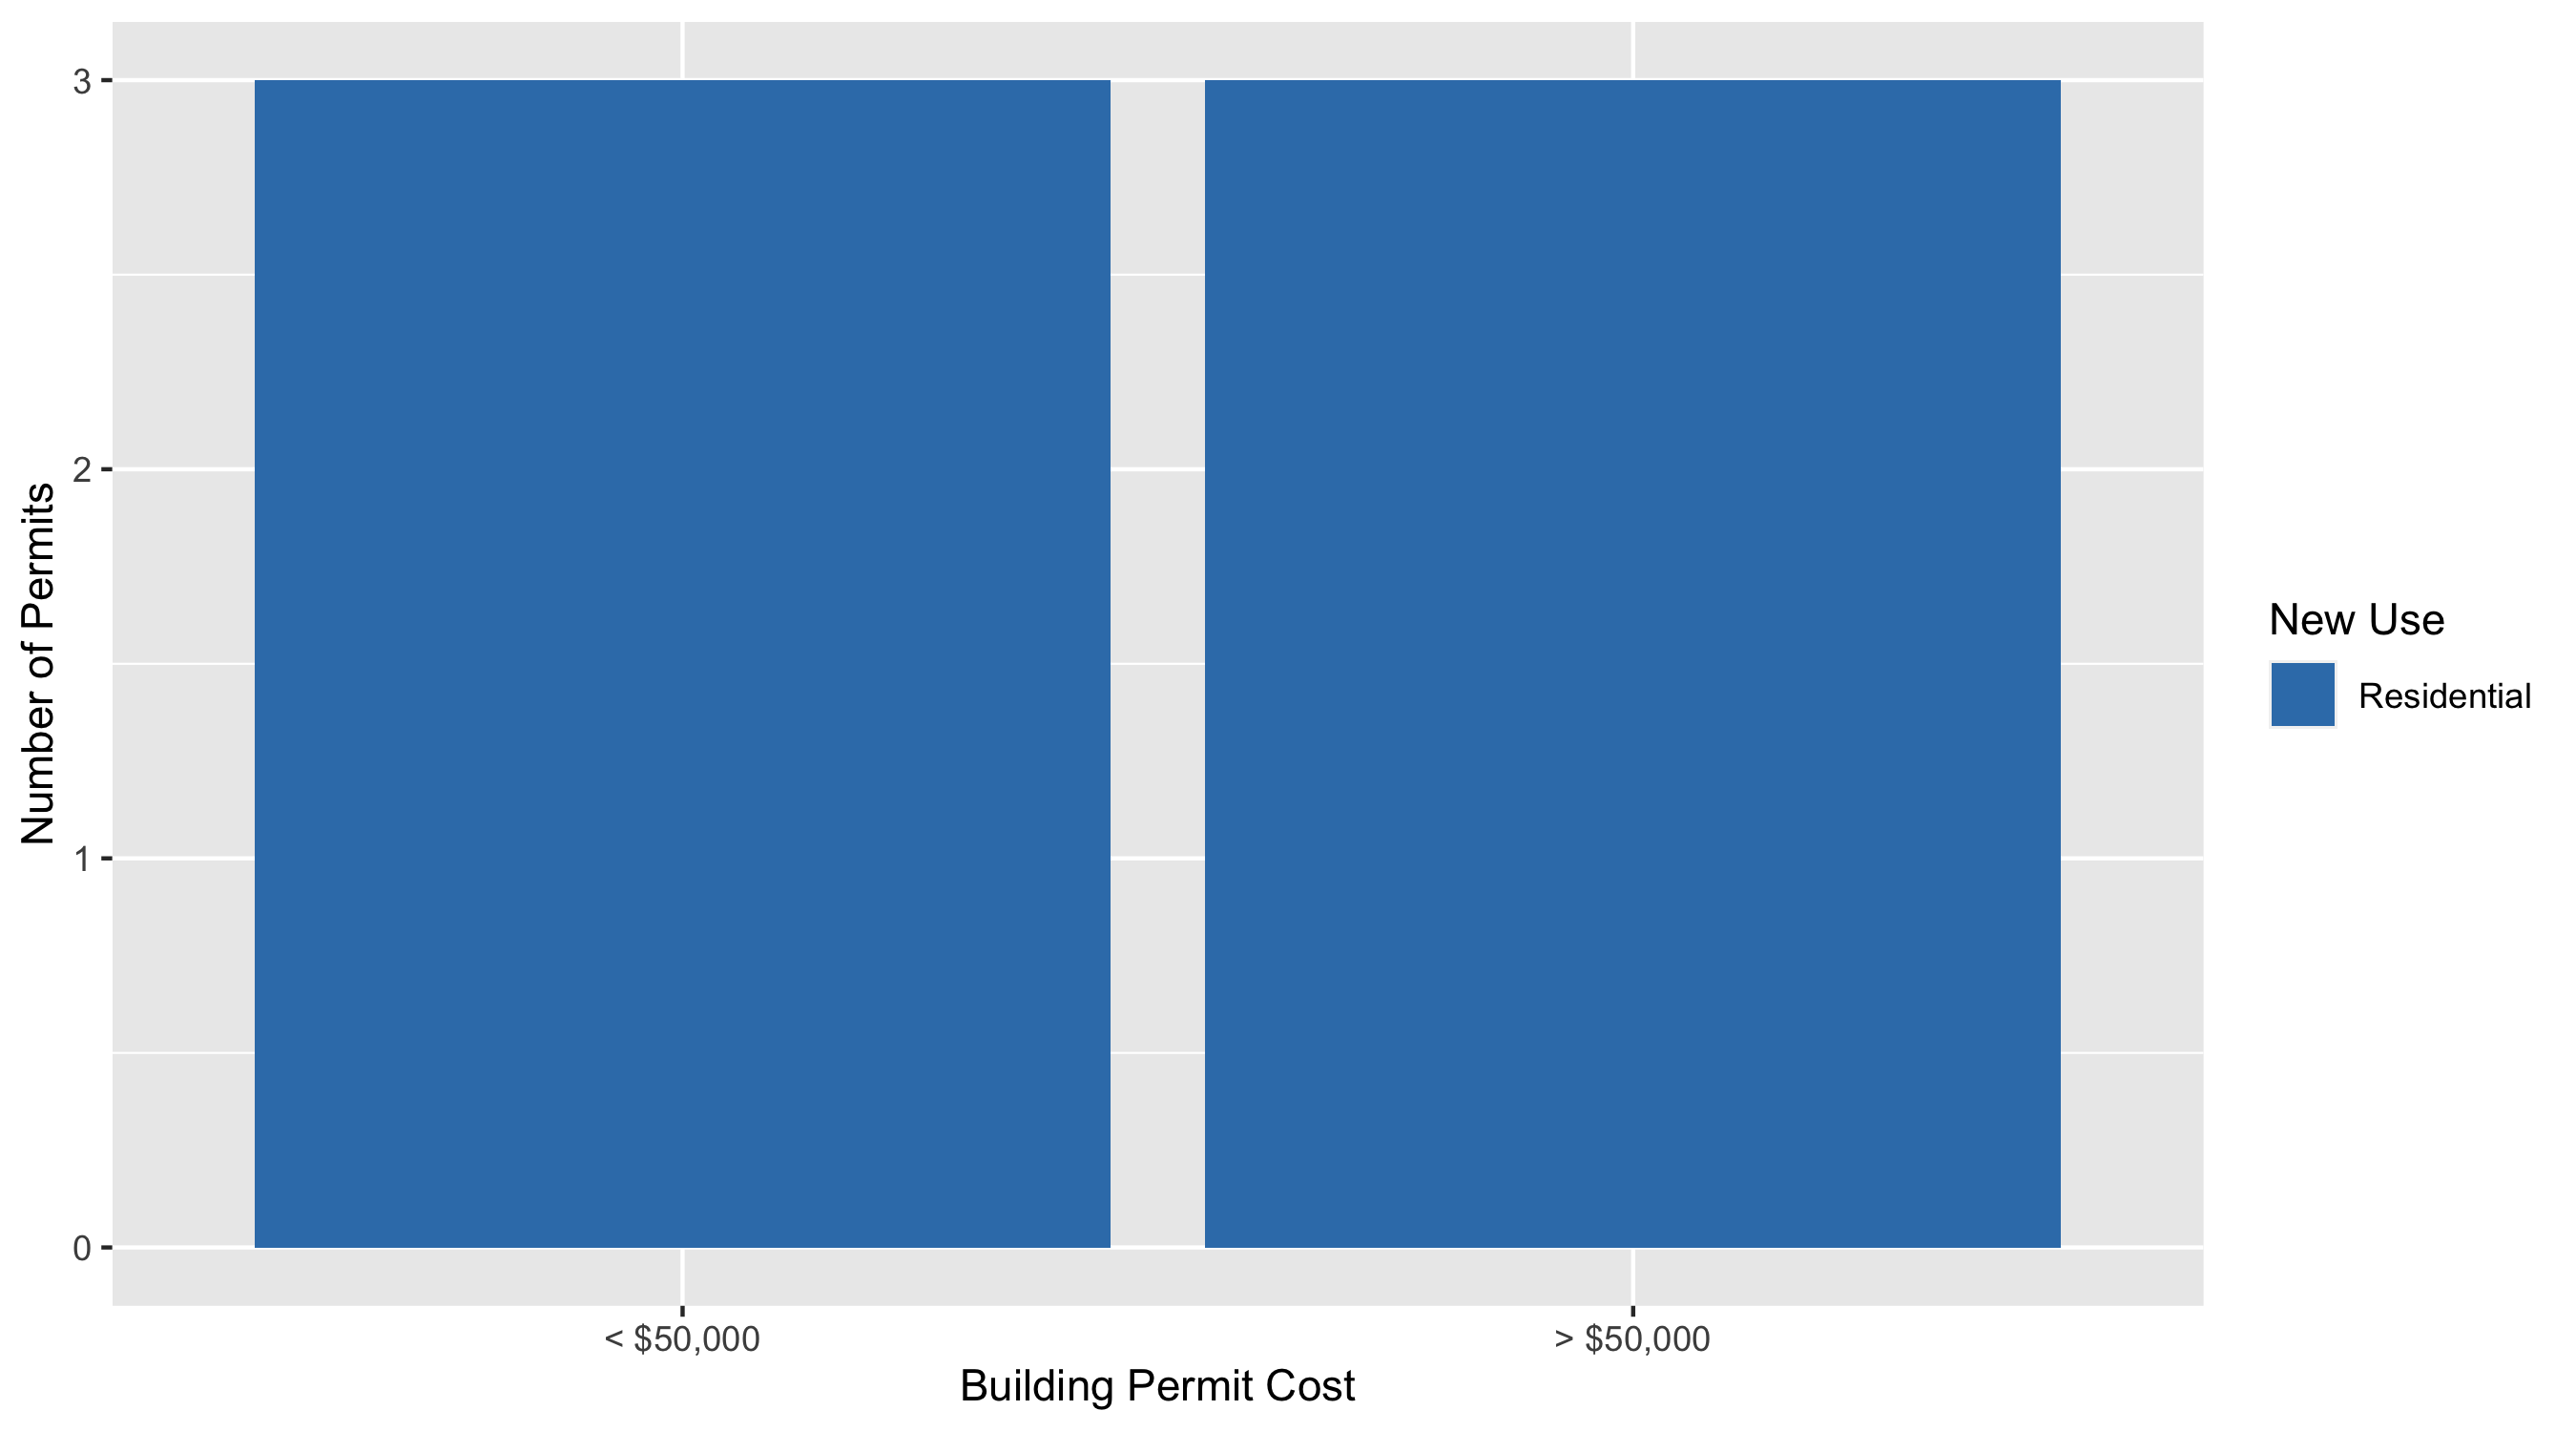 3
2
1
0
Number of Permits
< $50,000
> $50,000
Building Permit Cost
New Use
Residential